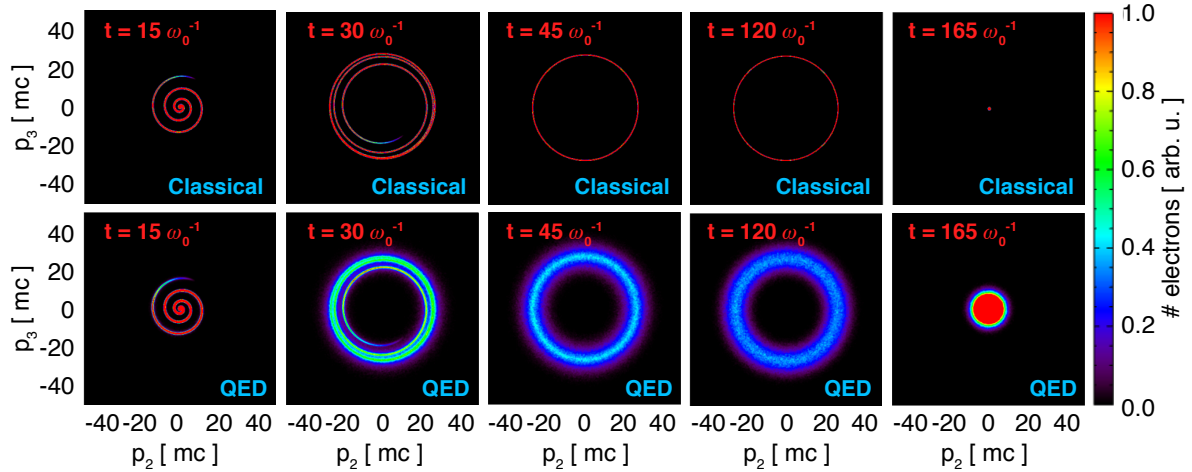 t = 15 ω₀⁻¹
t = 30 ω₀⁻¹
t = 45 ω₀⁻¹
t = 120 ω₀⁻¹
t = 165 ω₀⁻¹
40
20
0
-20
-40
p₃ [ mc]
Classical
Classical
Classical
Classical
Classical
t = 15 ω₀⁻¹
t = 30 ω₀⁻¹
t = 45 ω₀⁻¹
t = 120 ω₀⁻¹
t = 165 ω₀⁻¹
40
20
0
-20
-40
p₃ [ mc]
QED
QED
QED
QED
QED
-40 -20 0 20 40
-40 -20 0 20 40
-40 -20 0 20 40
-40 -20 0 20 40
-40 -20 0 20 40
p₂ [ mc]
p₂ [ mc]
p₂ [ mc]
p₂ [ mc]
p₂ [ mc]
1.0
0.8
0.6
0.4
0.2
0.0
# electrons [ arb. u. ]